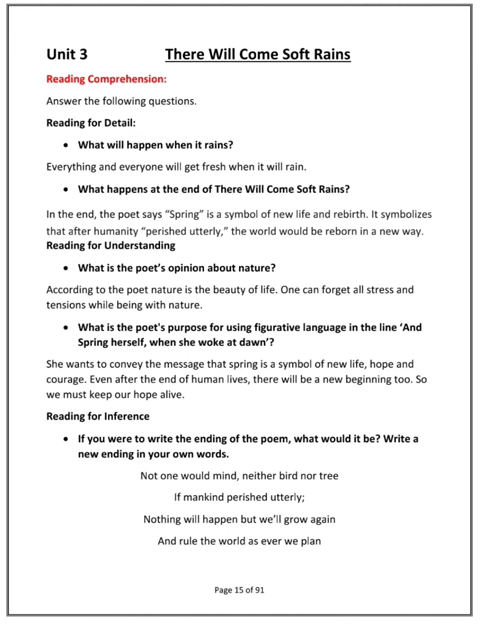 Unit 3 There Will Come Soft Rains
Reading Comprehension:
Answer the following questions.
Reading for Detail:
• What will happen when it rains?
Everything and everyone will get fresh when it will rain.
• What happens at the end of There Will Come Soft Rains?
In the end, the poet says “Spring” is a symbol of new life and rebirth. It symbolizes
that after humanity “perished utterly,” the world would be reborn in a new way.
Reading for Understanding
• What is the poet’s opinion about nature?
According to the poet nature is the beauty of life. One can forget all stress and
tensions while being with nature.
• What is the poet's purpose for using figurative language in the line ‘And
Spring herself, when she woke at dawn’?
She wants to convey the message that spring is a symbol of new life, hope and
courage. Even after the end of human lives, there will be a new beginning too. So
we must keep our hope alive.
Reading for Inference
• If you were to write the ending of the poem, what would it be? Write a
new ending in your own words.
Not one would mind, neither bird nor tree
If mankind perished utterly;
Nothing will happen but we’ll grow again
And rule the world as ever we plan
Page 15 of 91